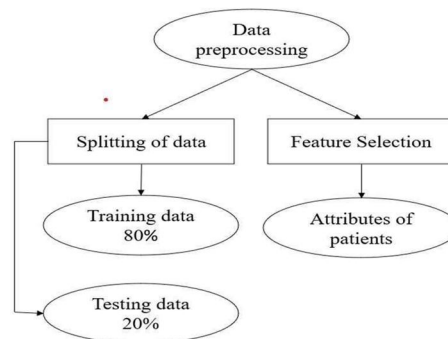 Data
preprocessing
Splitting of data
Feature Selection
Training data
80%
Attributes of
patients
Testing data
20%